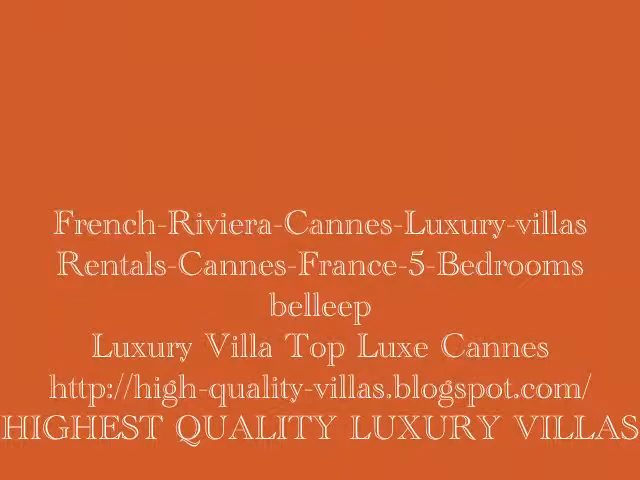 French-Riviera-Cannes-Luxury-villas
Rentals-Cannes-France-5-Bedrooms
belleep
Luxury Villa Top Luxe Cannes
http://high-quality-villas.blogspot.com/
HIGHEST QUALITY LUXURY VILLAS